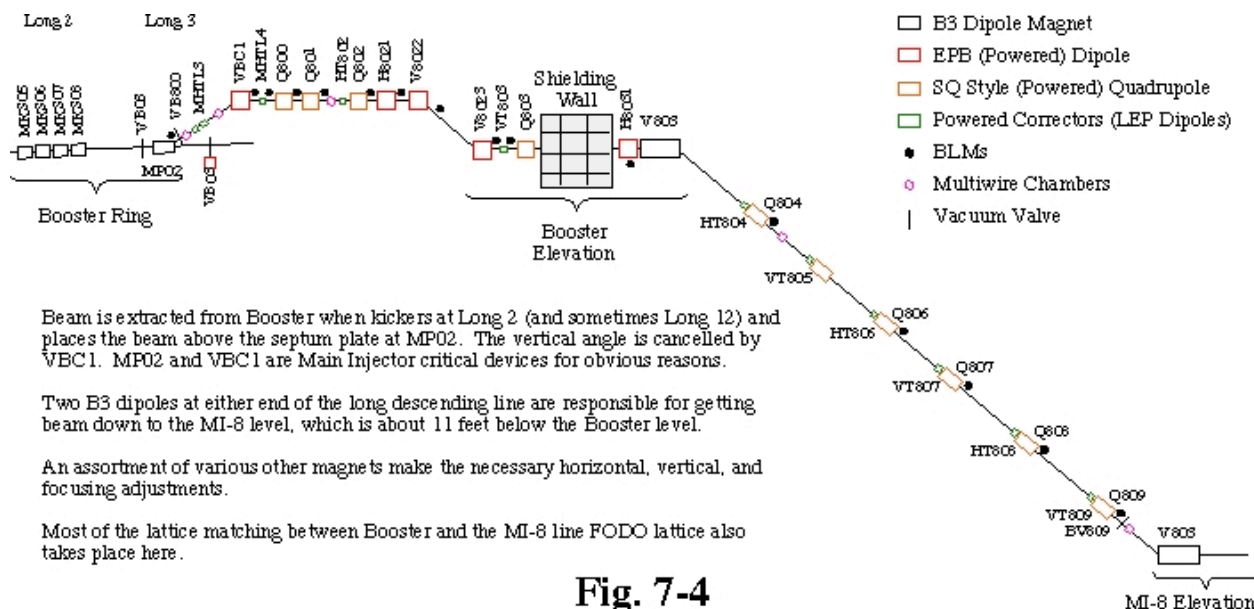 Long 2
Long 3
MKS05
MKS06
MKS07
MKS08
VB03
VB800
MHTL3
VBC1
MHTL4
Q800
Q801
HT802
Q802
H8021
V8022
V8023
VT803
Q803
Shielding
Wall
H8031
V803
MP02
VB03
Booster Ring
Booster
Elevation
B3 Dipole Magnet
EPB (Powered) Dipole
SQ Style (Powered) Quadrupole
Powered Correctors (LEP Dipoles)
BLMs
Multiwire Chambers
Vacuum Valve
Q804
HT804
VT805
Q806
HT806
Q807
VT807
Q808
HT808
Q809
VT809
BV809
V808
MI-8 Elevation
Beam is extracted from Booster when kickers at Long 2 (and sometimes Long 12) and
places the beam above the septum plate at MP02. The vertical angle is cancelled by
VBC1. MP02 and VBC1 are Main Injector critical devices for obvious reasons.
Two B3 dipoles at either end of the long descending line are responsible for getting
beam down to the MI-8 level, which is about 11 feet below the Booster level.
An assortment of various other magnets make the necessary horizontal, vertical, and
focusing adjustments.
Most of the lattice matching between Booster and the MI-8 line FODO lattice also
takes place here.
Fig. 7-4